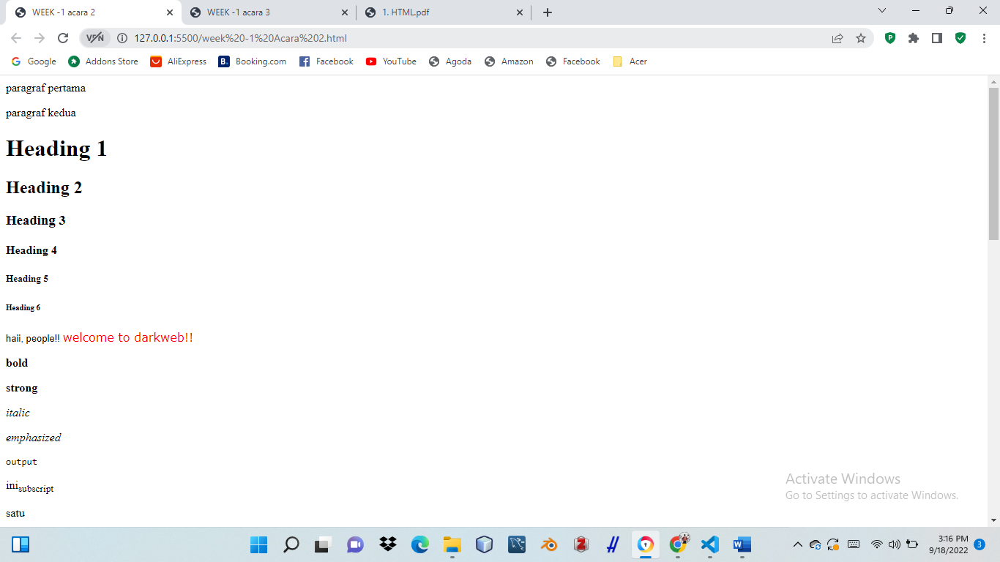 WEEK -1 acara 2
WEEK -1 acara 3
1. HTML.pdf
VPN
127.0.0.1:5500/week%20-1%20Acara%202.html
Google
Addons Store
AliExpress
B. Booking.com
Facebook
YouTube
Agoda
Amazon
Facebook
Acer
paragraf pertama
paragraf kedua
Heading 1
Heading 2
Heading 3
Heading 4
Heading 5
Heading 6
haii, people!! welcome to darkweb!!
bold
strong
italic
emphasized
output
inisubscript
satu
Activate Windows
Go to Settings to activate Windows.
3:16 PM
9/18/2022
3